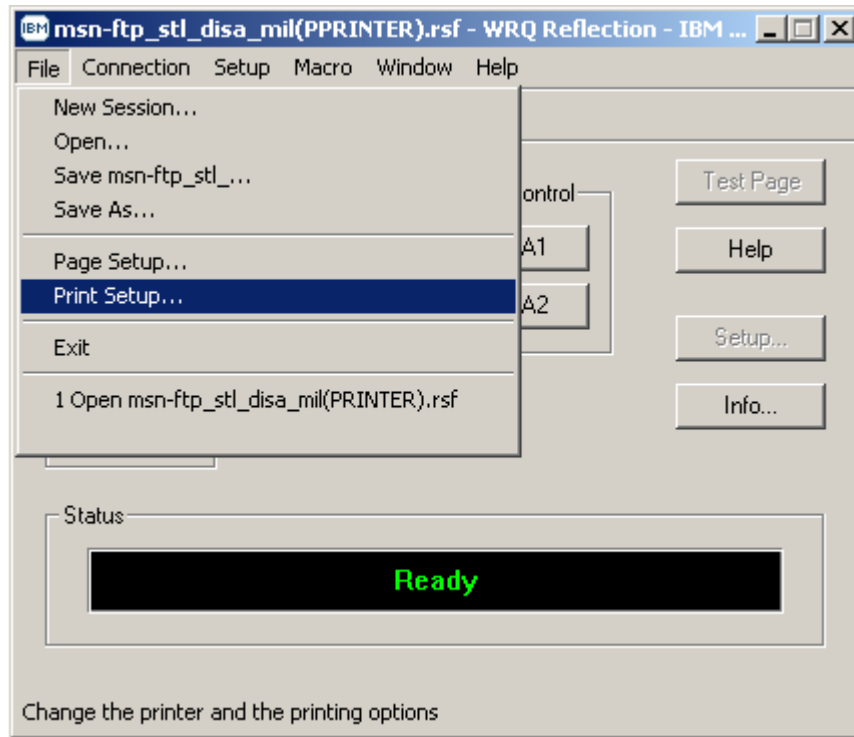 IBM msn-ftp_stl_disa_mil(PPRINTER).rsf - WRQ Reflection - IBM ...
File Connection Setup Macro Window Help
New Session...
Open...
Save msn-ftp_stl_...
Save As...
Page Setup...
Print Setup...
Exit
1 Open msn-ftp_stl_disa_mil(PRINTER).rsf
ontrol
A1
A2
Test Page
Help
Setup...
Info...
Status
Ready
Change the printer and the printing options